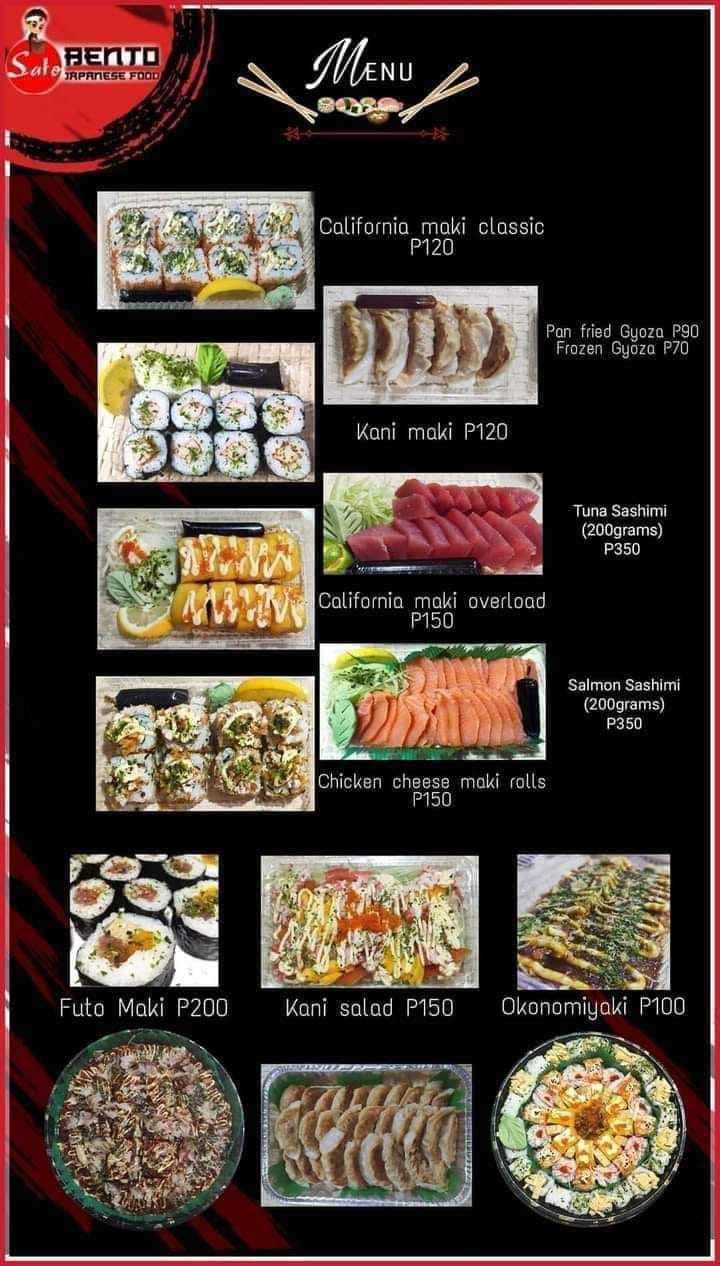 Sato BENTO
JAPANESE FOOD
MENU
California maki classic
P120
Pan fried Gyoza P90
Frozen Gyoza P70
Kani maki P120
Tuna Sashimi
(200grams)
P350
California maki overload
P150
Salmon Sashimi
(200grams)
P350
Chicken cheese maki rolls
P150
Futo Maki P200
Kani salad P150
Okonomiyaki P100